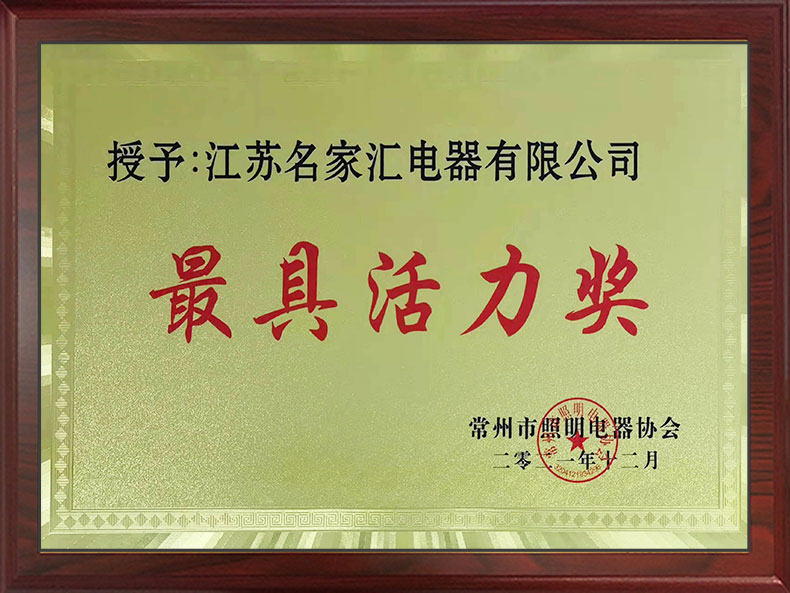 授予:江苏名家汇电器有限公司
最具活力奖
常州市照明电器协会
二零二一年十二月